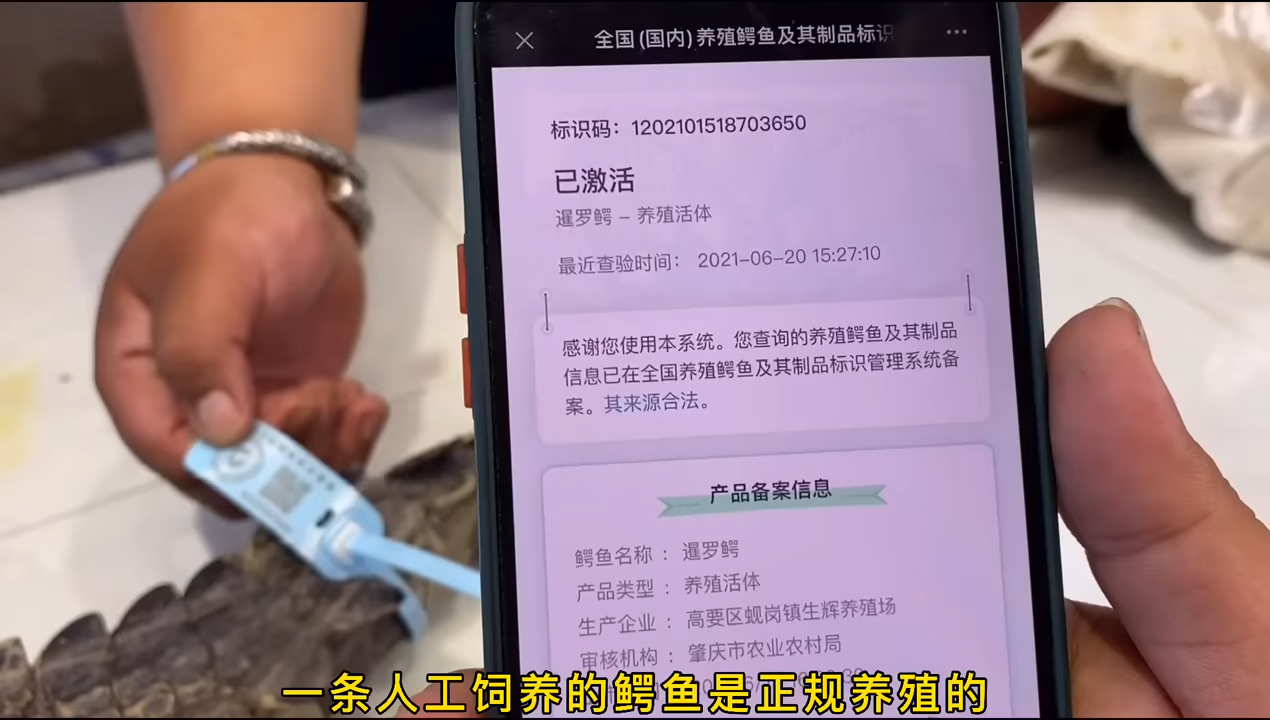 全国(国内)养殖鳄鱼及其制品标识
标识码：1202101518703650
已激活
暹罗鳄 – 养殖活体
最近查验时间： 2021–06–20 15:27:10
感谢您使用本系统。您查询的养殖鳄鱼及其制品
信息已在全国养殖鳄鱼及其制品标识管理系统备
案。其来源合法。
产品备案信息
鳄鱼名称 ： 暹罗鳄
产品类型 ： 养殖活体
生产企业 ： 高要区蚬岗镇生辉养殖场
审核机构 ： 肇庆市农业农村局
一条人工饲养的鳄鱼是正规养殖的